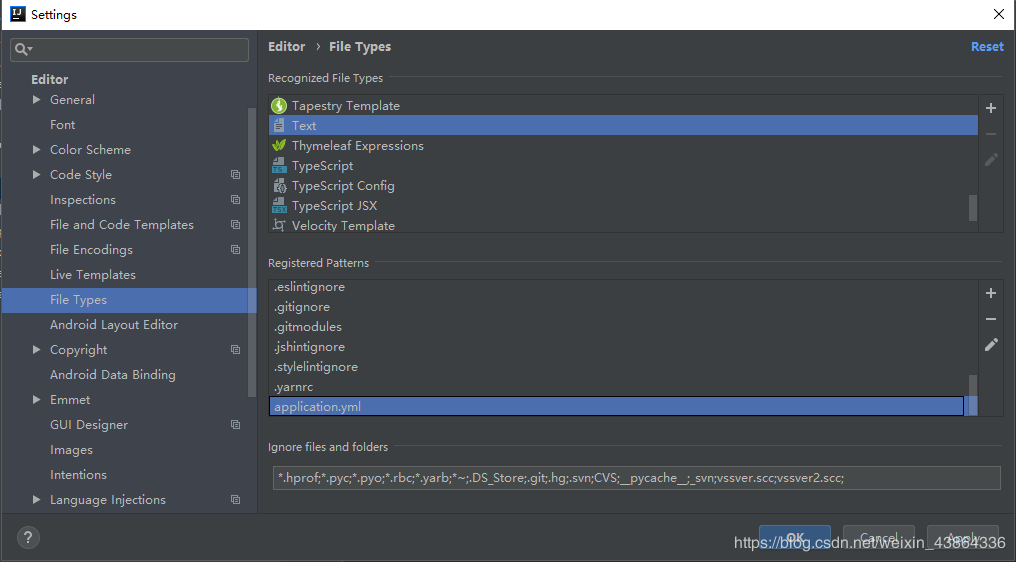 Settings
Editor › File Types
Reset
Editor
General
Font
Color Scheme
Code Style
Inspections
File and Code Templates
File Encodings
Live Templates
File Types
Android Layout Editor
Copyright
Android Data Binding
Emmet
GUI Designer
Images
Intentions
Language Injections
Recognized File Types
Tapestry Template
Text
Thymeleaf Expressions
TypeScript
TypeScript Config
TypeScript JSX
Velocity Template
Registered Patterns
.eslintignore
.gitignore
.gitmodules
.jshintignore
.stylelintignore
.yarnrc
application.yml
Ignore files and folders
*.hprof;*.pyc;*.pyo;*.rbc;*.yarb;*~;.DS_Store;.git;.hg;.svn;CVS;__pycache__;_svn;vssver.scc;vssver2.scc;
?
OK
Cancel
Apply
https://blog.csdn.net/weixin_43864336